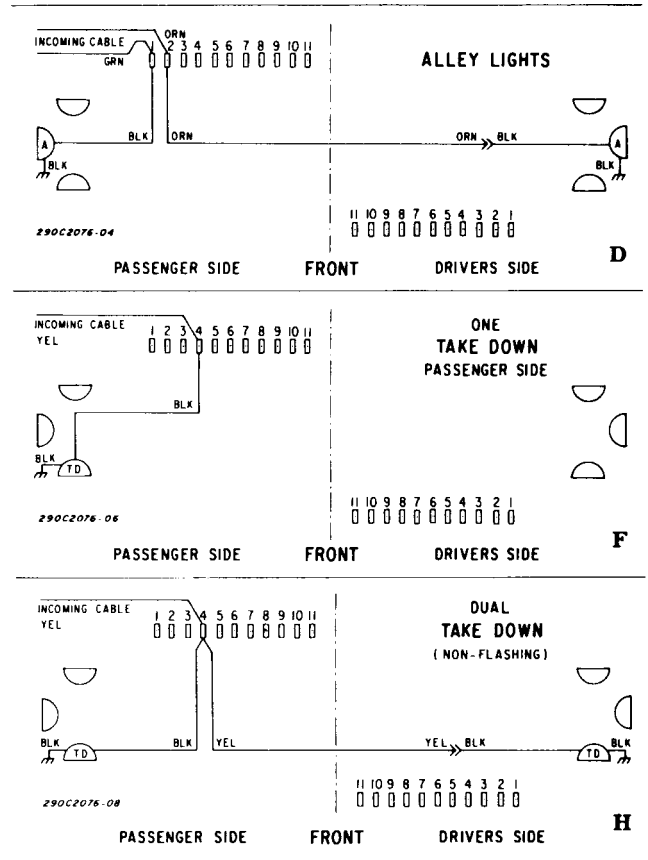 ORN
INCOMING CABLE
1 2 3 4 5 6 7 8 9 10 11
GRN
ALLEY LIGHTS
BLK
ORN
ORN
BLK
A
A
BLK
BLK
11 10 9 8 7 6 5 4 3 2 1
290C2076-04
D
PASSENGER SIDE FRONT DRIVERS SIDE
INCOMING CABLE
YEL
1 2 3 4 5 6 7 8 9 10 11
ONE
TAKE DOWN
PASSENGER SIDE
BLK
BLK
TD
11 10 9 8 7 6 5 4 3 2 1
290C2076-06
F
PASSENGER SIDE FRONT DRIVERS SIDE
INCOMING CABLE
YEL
1 2 3 4 5 6 7 8 9 10 11
DUAL
TAKE DOWN
(NON-FLASHING)
BLK
BLK
YEL
YEL
BLK
BLK
TD
TD
11 10 9 8 7 6 5 4 3 2 1
290C2076-08
H
PASSENGER SIDE FRONT DRIVERS SIDE